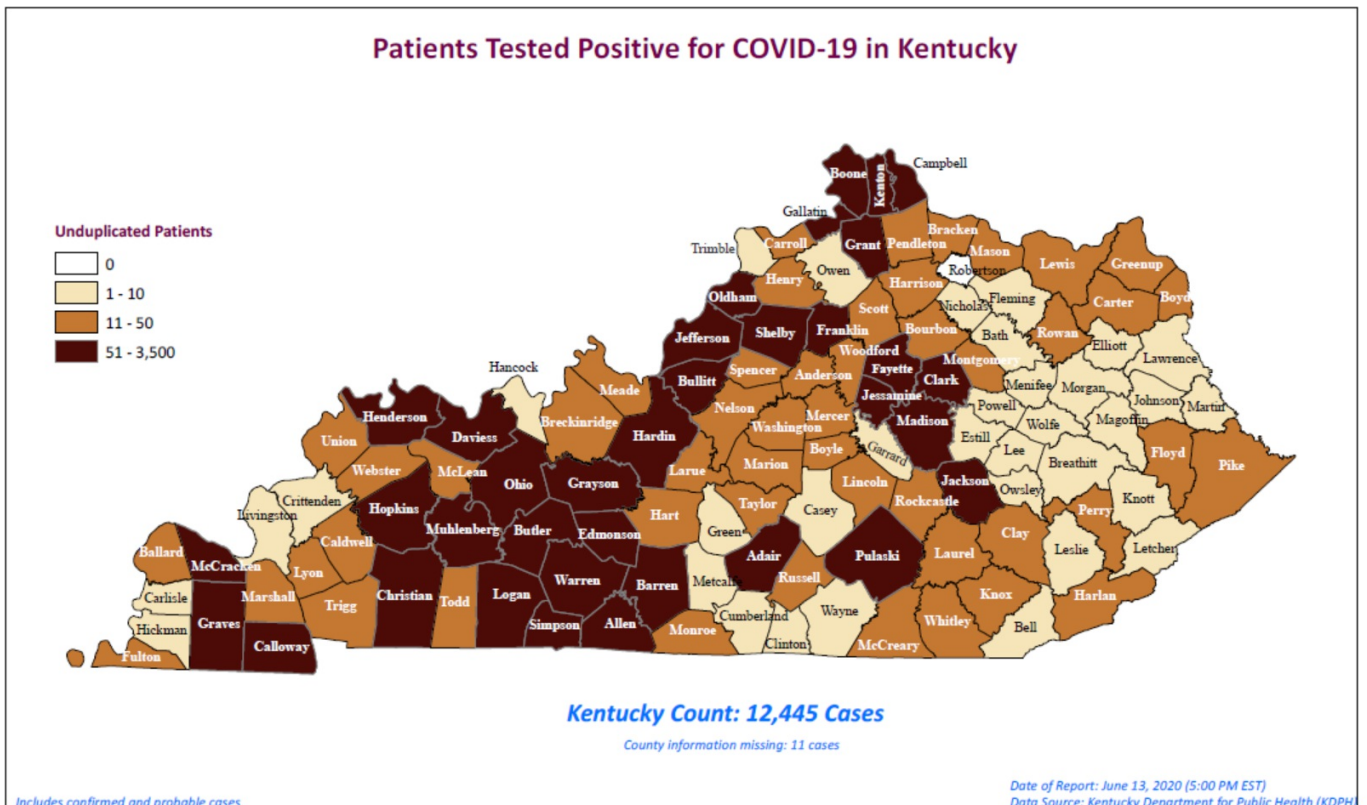 Patients Tested Positive for COVID-19 in Kentucky
Unduplicated Patients
0
1 - 10
11 - 50
51 - 3,500
Campbell
Boone
Kenton
Gallatin
Trimble
Carroll
Grant
Pendleton
Bracken
Mason
Owen
Robertson
Lewis
Greenup
Henry
Harrison
Oldham
Nicholas
Fleming
Carter
Boyd
Scott
Jefferson
Shelby
Franklin
Bourbon
Bath
Rowan
Elliott
Lawrence
Woodford
Fayette
Montgomery
Hancock
Meade
Bullitt
Spencer
Anderson
Clark
Menifee
Morgan
Johnson
Martin
Jessamine
Powell
Magoffin
Henderson
Breckinridge
Nelson
Mercer
Washington
Madison
Wolfe
Daviess
Hardin
Estill
Union
Boyle
Garrard
Lee
Floyd
Pike
Webster
McLean
Larue
Marion
Breathitt
Ohio
Grayson
Lincoln
Jackson
Owsley
Crittenden
Hopkins
Rockcastle
Knott
Livingston
Hart
Taylor
Casey
Perry
Muhlenberg
Butler
Edmonson
Green
Clay
Caldwell
Ballard
McCracken
Adair
Pulaski
Laurel
Leslie
Letcher
Lyon
Warren
Barren
Metcalfe
Russell
Carlisle
Marshall
Trigg
Christian
Todd
Logan
Knox
Harlan
Hickman
Graves
Simpson
Allen
Monroe
Cumberland
Wayne
Whitley
Bell
Calloway
Clinton
McCreary
Fulton
Kentucky Count: 12,445 Cases
County information missing: 11 cases
Date of Report: June 13, 2020 (5:00 PM EST)
Includes confirmed and probable cases
Data Source: Kentucky Department for Public Health (KDPH